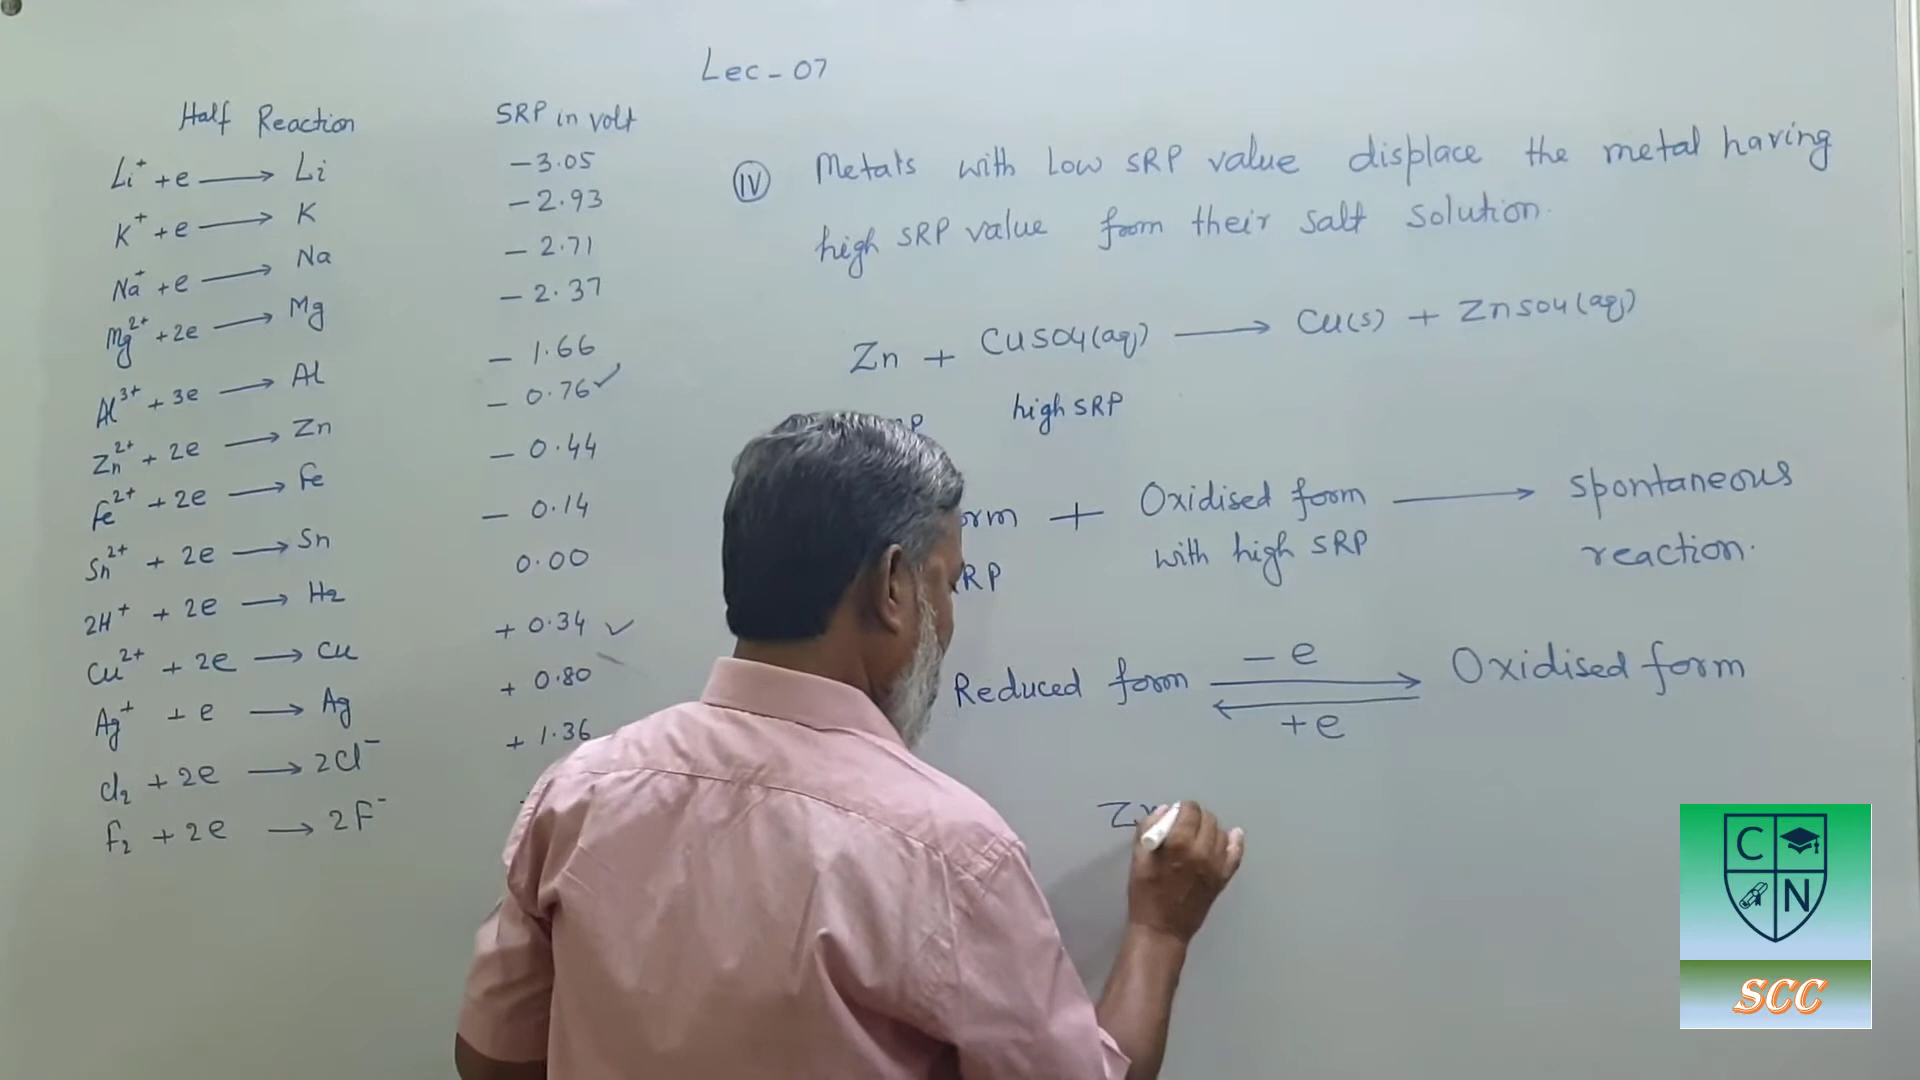 Lec - 07
Half Reaction SRP in volt
Li⁺ + e ⟶ Li - 3.05
K⁺ + e ⟶ K - 2.93
Na⁺ + e ⟶ Na - 2.71
Mg²⁺ + 2e ⟶ Mg - 2.37
Al³⁺ + 3e ⟶ Al - 1.66
Zn²⁺ + 2e ⟶ Zn - 0.76 ✓
Fe²⁺ + 2e ⟶ Fe - 0.44
Sn²⁺ + 2e ⟶ Sn - 0.14
2H⁺ + 2e ⟶ H₂ 0.00
Cu²⁺ + 2e ⟶ Cu + 0.34 ✓
Ag⁺ + e ⟶ Ag + 0.80
Cl₂ + 2e ⟶ 2Cl⁻ + 1.36
F₂ + 2e ⟶ 2F⁻
(IV) Metals with Low SRP value displace the metal having
high SRP value from their salt solution.
Zn + CuSO4(aq) ⟶ Cu(s) + ZnSO4(aq)
high SRP
+ Oxidised form ⟶ spontaneous
with high SRP reaction.
Reduced form ⇌ Oxidised form
- e
+ e
Zn
C N
SCC